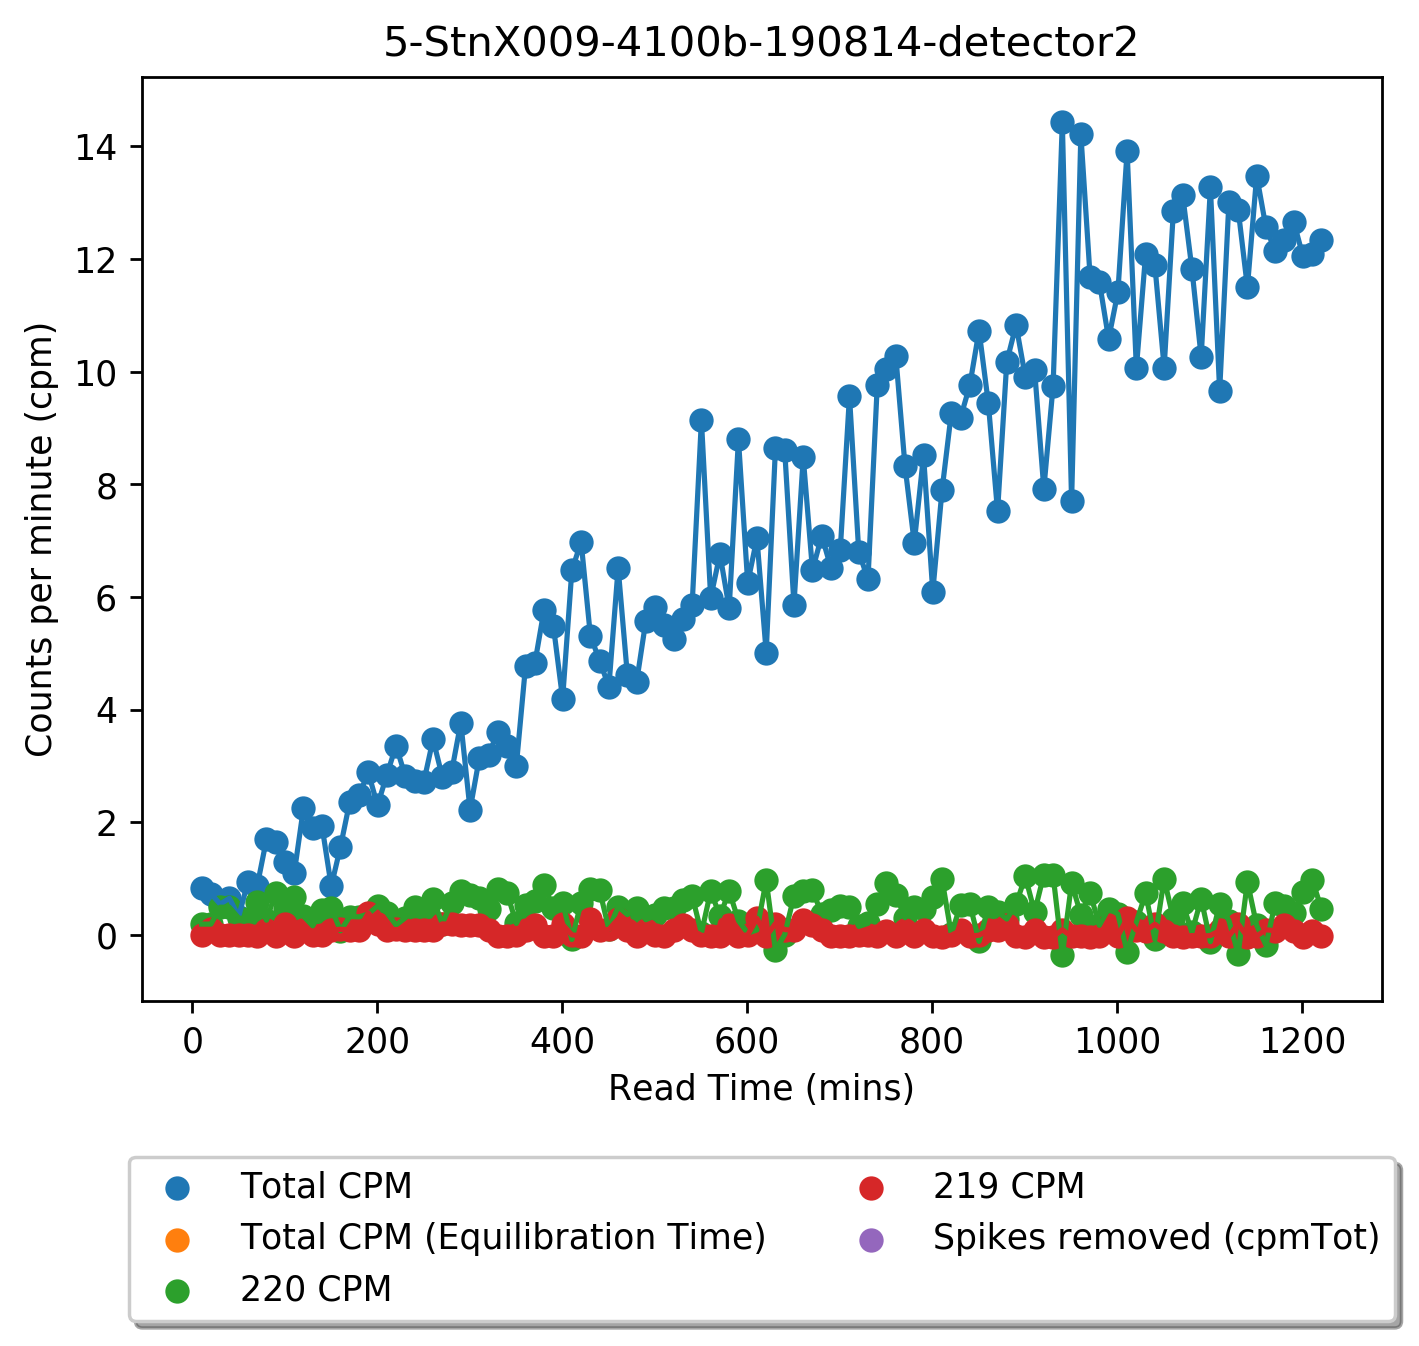 5-StnX009-4100b-190814-detector2
14
12
10
8
6
4
2
0
Counts per minute (cpm)
0 200 400 600 800 1000 1200
Read Time (mins)
Total CPM
Total CPM (Equilibration Time)
220 CPM
219 CPM
Spikes removed (cpmTot)